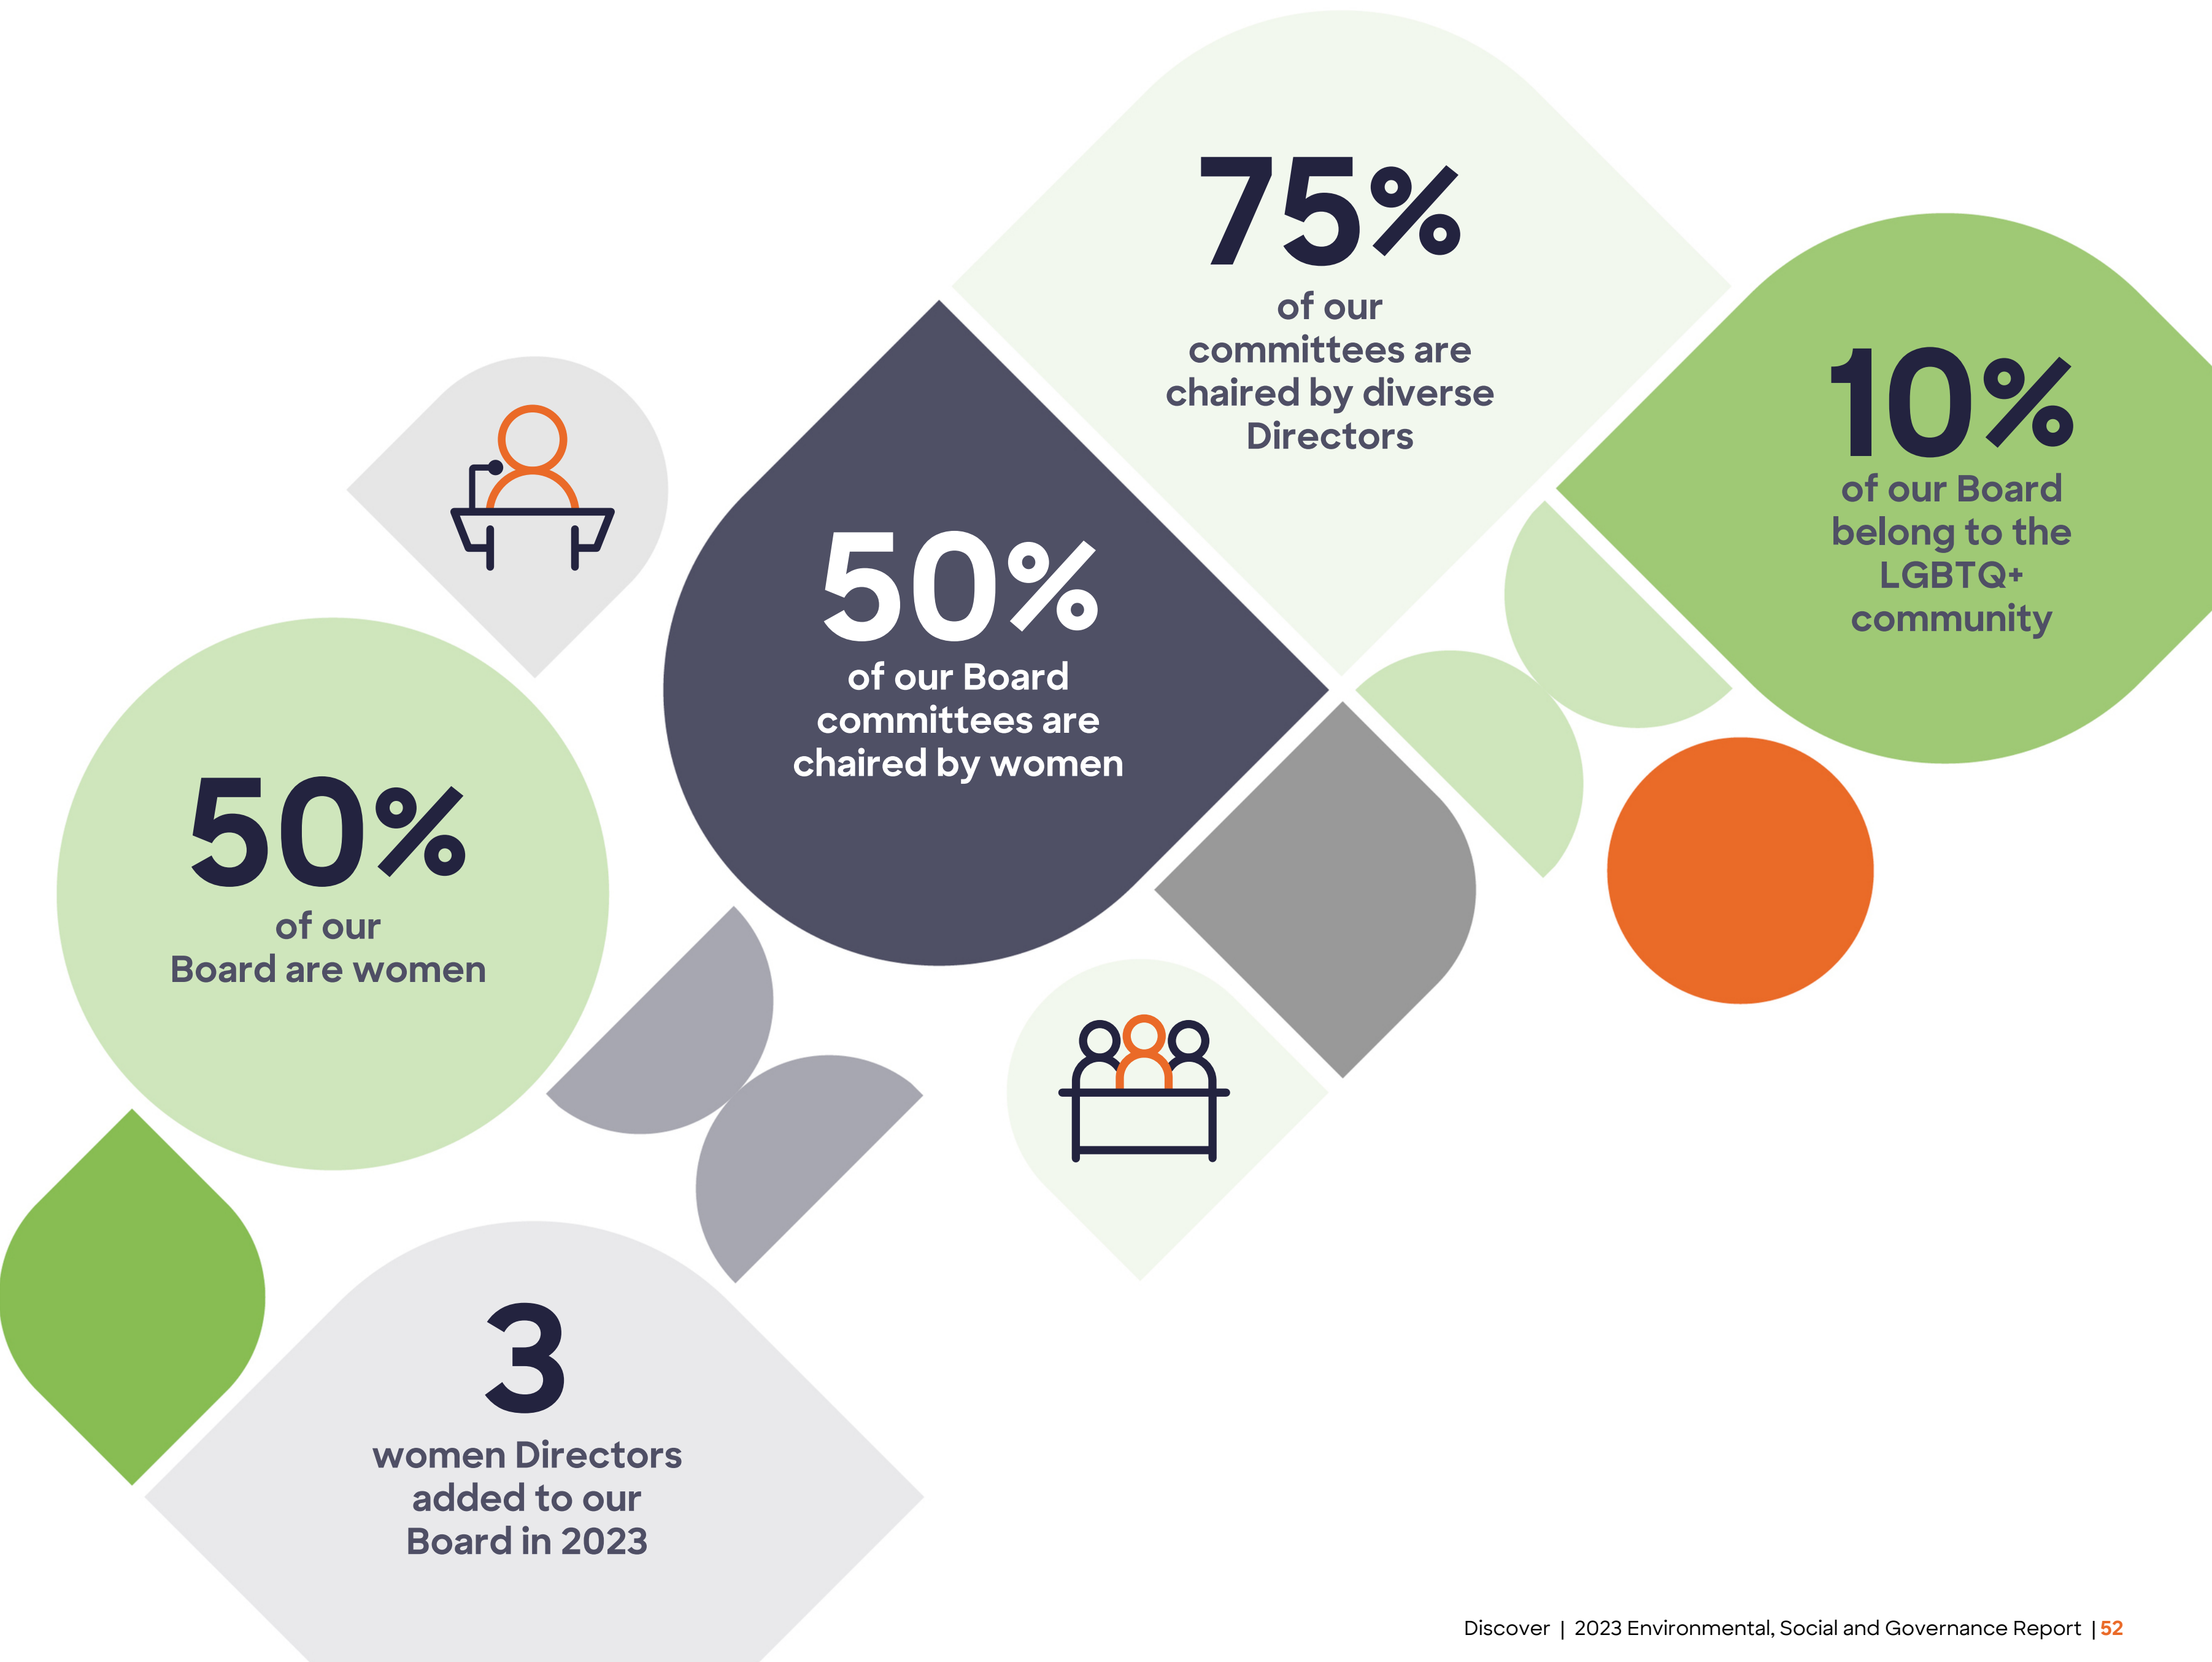 75%
of our
committees are
chaired by diverse
Directors
10%
of our Board
belong to the
LGBTQ+
community
50%
of our Board
committees are
chaired by women
50%
of our
Board are women
3
women Directors
added to our
Board in 2023
Discover | 2023 Environmental, Social and Governance Report | 52